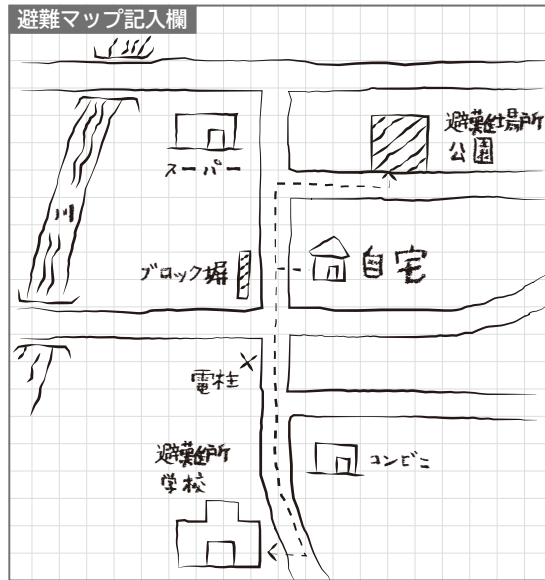 避難マップ記入欄
スーパー
避難場所
公園
川
ブロック塀
自宅
電柱
避難所
学校
コンビニ